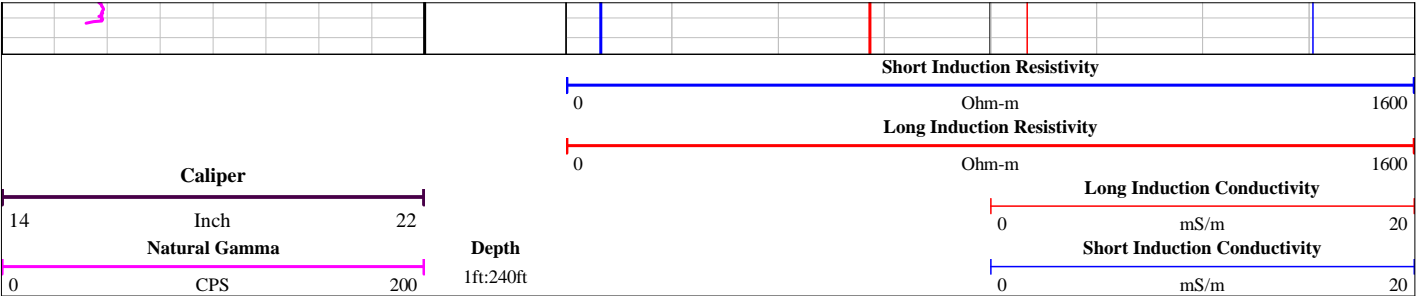 Short Induction Resistivity
0 Ohm-m 1600
Long Induction Resistivity
0 Ohm-m 1600
Caliper
14 Inch 22
Long Induction Conductivity
0 mS/m 20
Natural Gamma
0 CPS 200
Depth
1ft:240ft
Short Induction Conductivity
0 mS/m 20